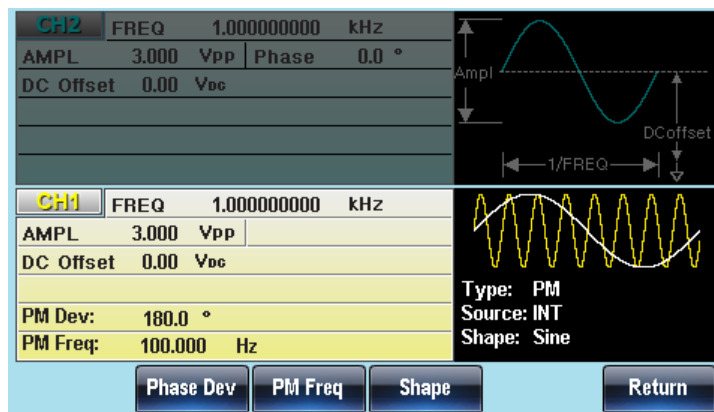 CH2 FREQ 1.000000000 kHz
AMPL 3.000 Vpp Phase 0.0 °
DC Offset 0.00 VDC
Ampl
DCoffset
1/FREQ
CH1 FREQ 1.000000000 kHz
AMPL 3.000 Vpp
DC Offset 0.00 VDC
PM Dev: 180.0 °
PM Freq: 100.000 Hz
Type: PM
Source: INT
Shape: Sine
Phase Dev PM Freq Shape Return